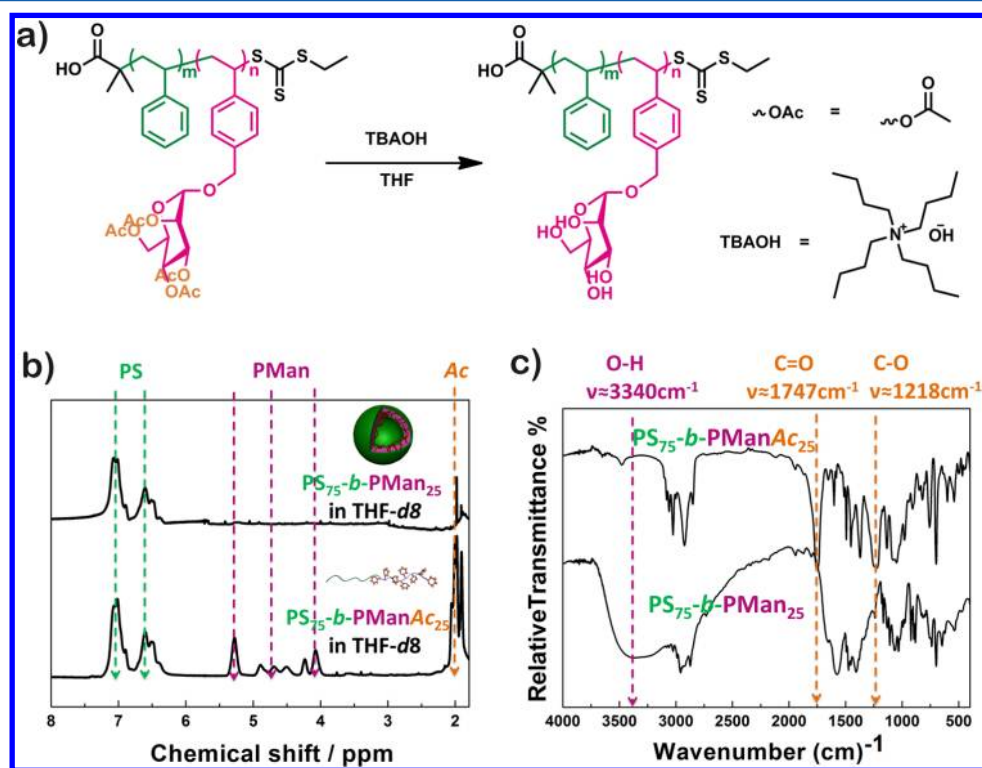 a)
O
HO
m
n
S
S
S
O
O
AcO
AcO
AcO
OAc
TBAOH
THF
O
HO
m
n
S
S
S
O
O
HO
HO
HO
OH
OAc = O
O
TBAOH = N+ OH-
b)
PS PMan Ac
PS75-b-PMan25
in THF-d8
PS75-b-PManAc25
in THF-d8
8 7 6 5 4 3 2
Chemical shift / ppm
c)
O-H C=O C-O
ν≈3340cm-1 ν≈1747cm-1 ν≈1218cm-1
PS75-b-PManAc25
PS75-b-PMan25
RelativeTransmittance %
4000 3000 2000 1500 1000 500
Wavenumber (cm)-1